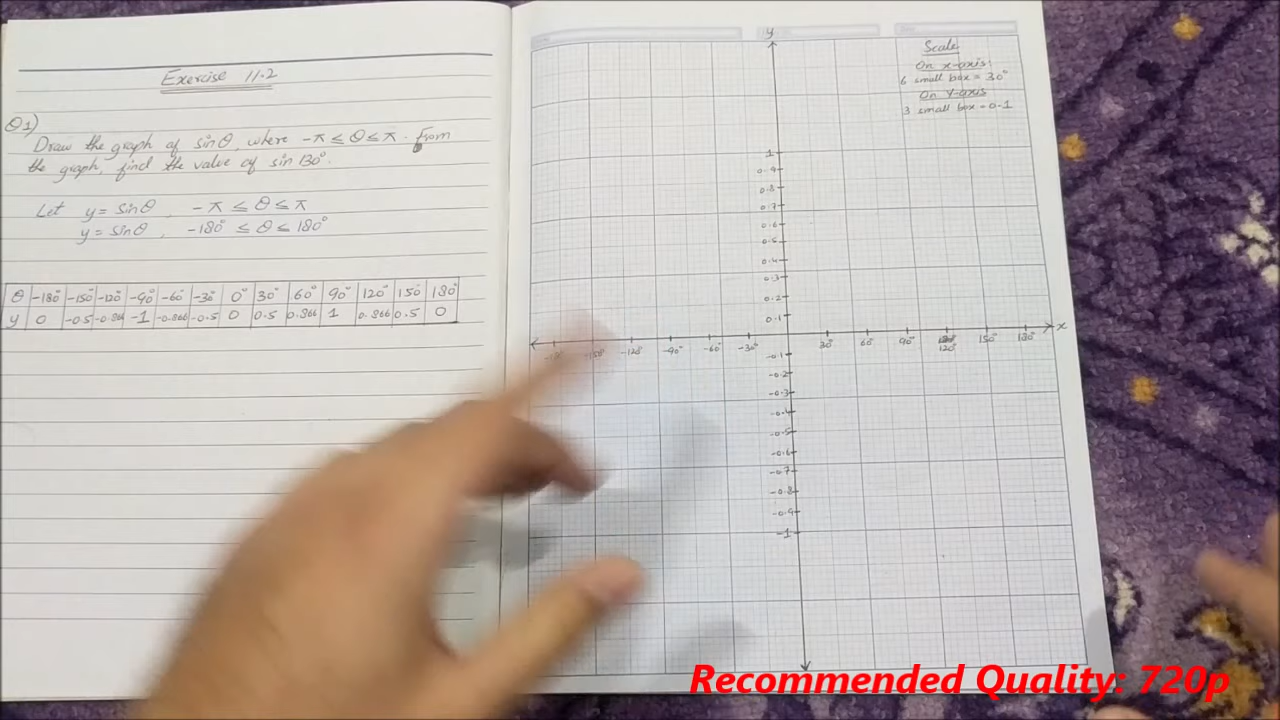 Exercise 11.2
Q1)
Draw the graph of sinθ, where -π ≤ θ ≤ π. From
the graph, find the value of sin 130°.
Let y = sinθ , -π ≤ θ ≤ π
y = sinθ , -180° ≤ θ ≤ 180°
θ -180° -150° -120° -90° -60° -30° 0° 30° 60° 90° 120° 150° 180°
y 0 -0.5 -0.866 -1 -0.866 -0.5 0 0.5 0.866 1 0.866 0.5 0
y
Scale
On x-axis:
6 small box = 30°
On Y-axis
3 small box = 0.1
1
0.9
0.8
0.7
0.6
0.5
0.4
0.3
0.2
0.1
x
-120° -90° -60° -30° 30° 60° 90° 120° 150° 180°
-0.1
-0.2
-0.3
-0.4
-0.5
-0.6
-0.7
-0.8
-0.9
-1
Recommended Quality: 720p